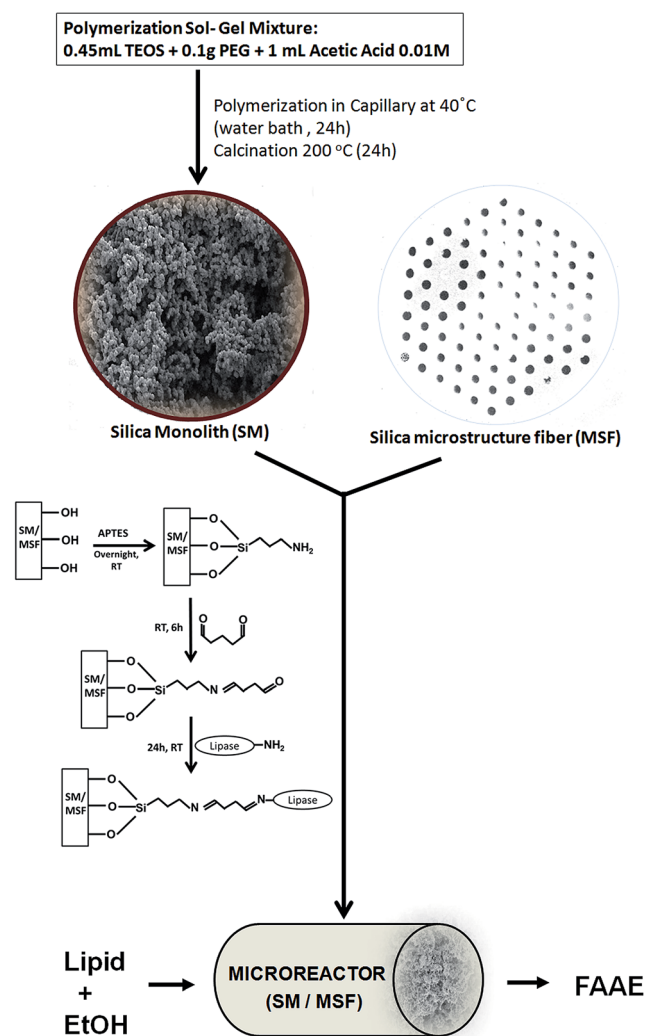 Polymerization Sol- Gel Mixture:
0.45mL TEOS + 0.1g PEG + 1 mL Acetic Acid 0.01M
Polymerization in Capillary at 40˚C
(water bath , 24h)
Calcination 200 ºC (24h)
Silica Monolith (SM)
Silica microstructure fiber (MSF)
SM/
MSF
OH
OH
OH
APTES
Overnight,
RT
SM/
MSF
O
O
O
Si
NH₂
RT, 6h
O
O
SM/
MSF
O
O
O
Si
N
O
24h, RT
Lipase
NH₂
SM/
MSF
O
O
O
Si
N
N
Lipase
Lipid
+
EtOH
MICROREACTOR
(SM / MSF)
FAAE